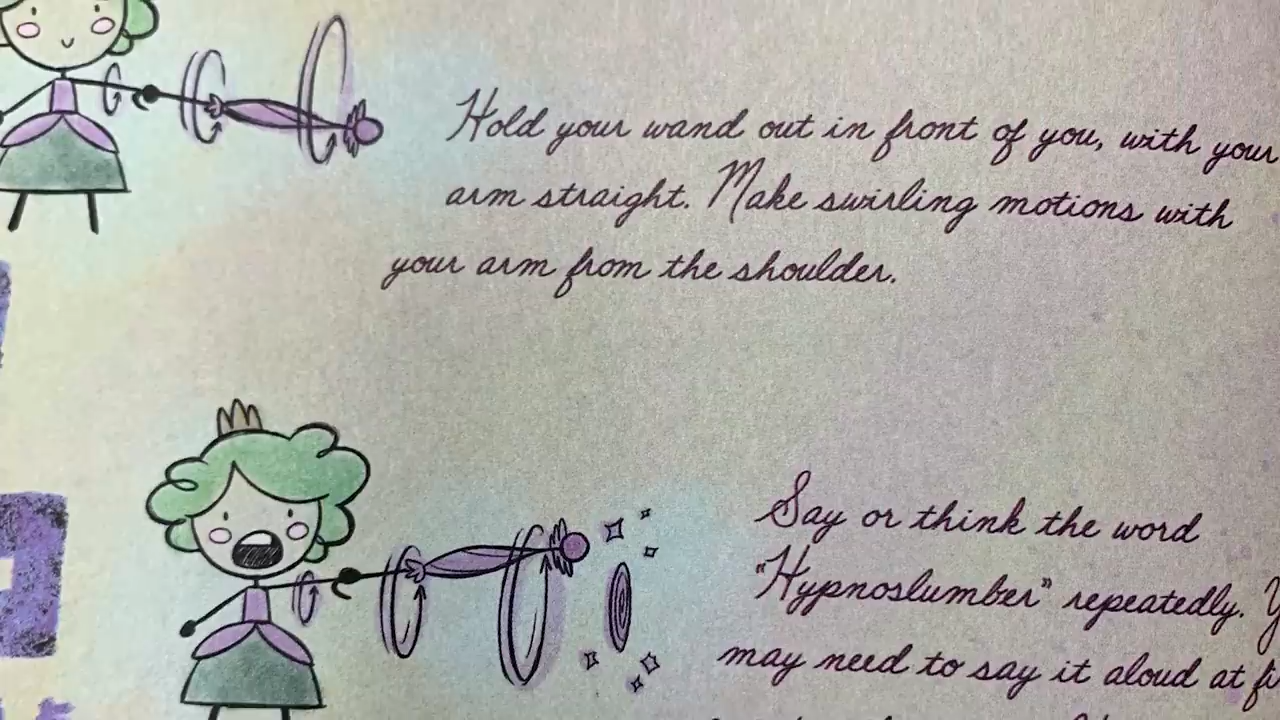 Hold your wand out in front of you, with your
arm straight. Make swirling motions with
your arm from the shoulder.
Say or think the word
"Hypnoslumber" repeatedly.
may need to say it aloud at